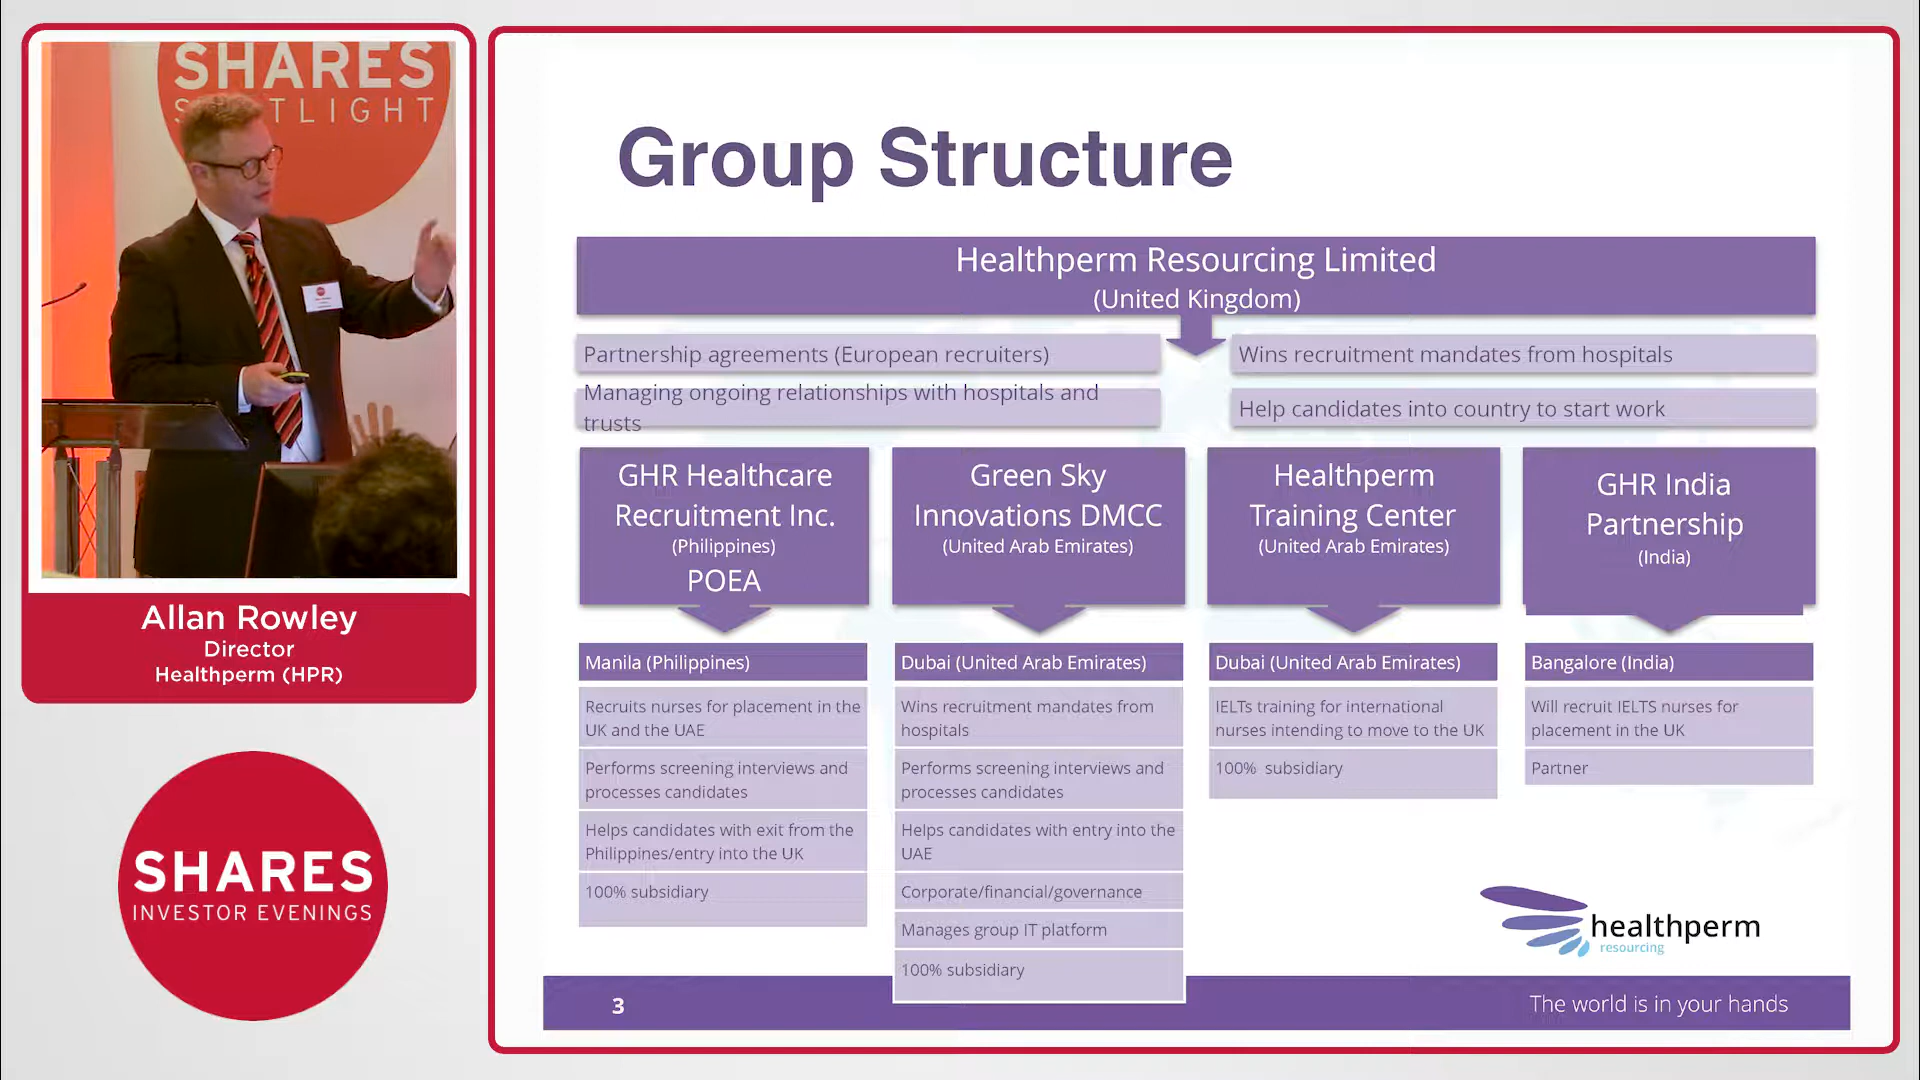 SHARES
SPOTLIGHT
Allan Rowley
Director
Healthperm (HPR)
SHARES
INVESTOR EVENINGS
Group Structure
Healthperm Resourcing Limited
(United Kingdom)
Partnership agreements (European recruiters)
Wins recruitment mandates from hospitals
Managing ongoing relationships with hospitals and
trusts
Help candidates into country to start work
GHR Healthcare
Recruitment Inc.
(Philippines)
POEA
Manila (Philippines)
Recruits nurses for placement in the
UK and the UAE
Performs screening interviews and
processes candidates
Helps candidates with exit from the
Philippines/entry into the UK
100% subsidiary
Green Sky
Innovations DMCC
(United Arab Emirates)
Dubai (United Arab Emirates)
Wins recruitment mandates from
hospitals
Performs screening interviews and
processes candidates
Helps candidates with entry into the
UAE
Corporate/financial/governance
Manages group IT platform
100% subsidiary
Healthperm
Training Center
(United Arab Emirates)
Dubai (United Arab Emirates)
IELTs training for international
nurses intending to move to the UK
100% subsidiary
GHR India
Partnership
(India)
Bangalore (India)
Will recruit IELTS nurses for
placement in the UK
Partner
healthperm
resourcing
3
The world is in your hands